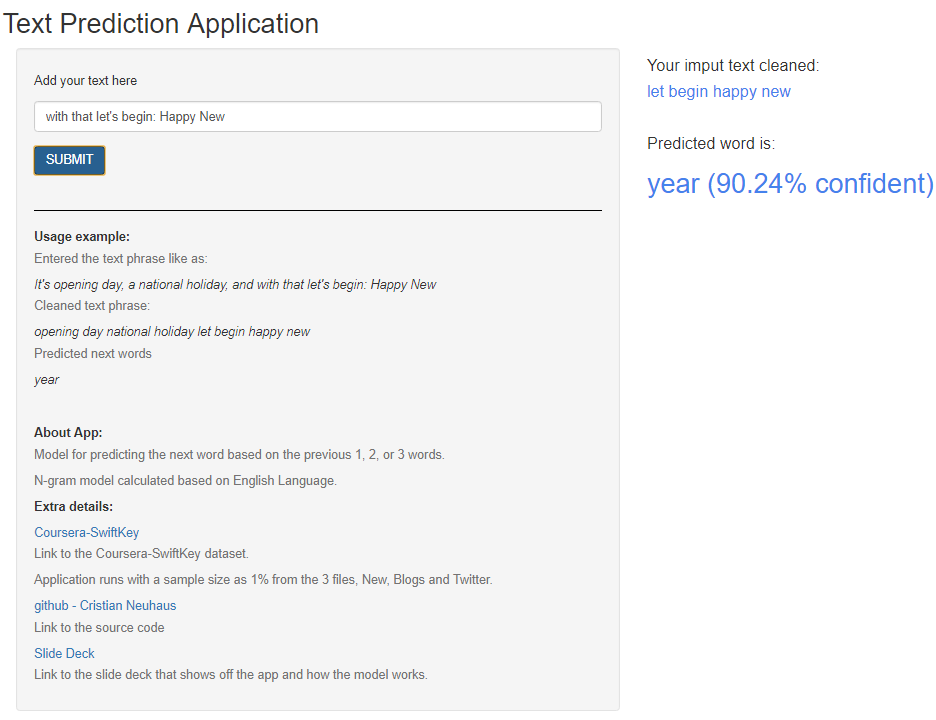 Text Prediction Application
Add your text here
with that let's begin: Happy New
SUBMIT
Usage example:
Entered the text phrase like as:
It's opening day, a national holiday, and with that let's begin: Happy New
Cleaned text phrase:
opening day national holiday let begin happy new
Predicted next words
year
About App:
Model for predicting the next word based on the previous 1, 2, or 3 words.
N-gram model calculated based on English Language.
Extra details:
Coursera-SwiftKey
Link to the Coursera-SwiftKey dataset.
Application runs with a sample size as 1% from the 3 files, New, Blogs and Twitter.
github - Cristian Neuhaus
Link to the source code
Slide Deck
Link to the slide deck that shows off the app and how the model works.
Your imput text cleaned:
let begin happy new
Predicted word is:
year (90.24% confident)